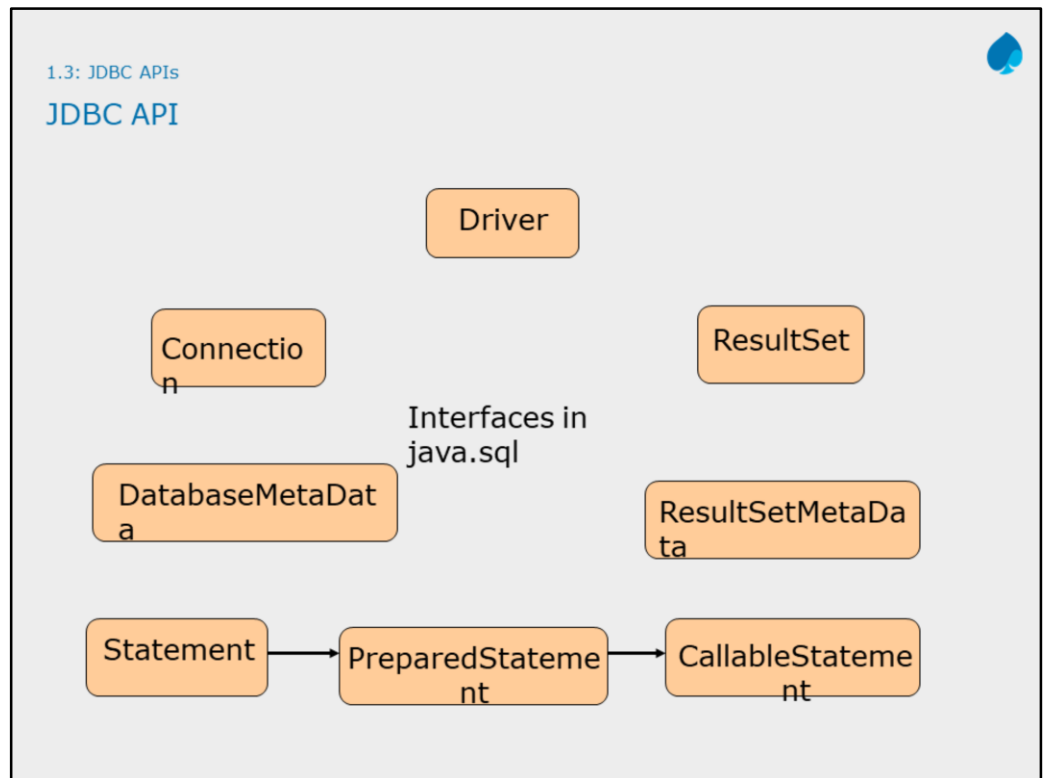 1.3: JDBC APIs
JDBC API
Driver
Connectio
n
ResultSet
Interfaces in
java.sql
DatabaseMetaDat
a
ResultSetMetaDa
ta
Statement
PreparedStateme
nt
CallableStateme
nt